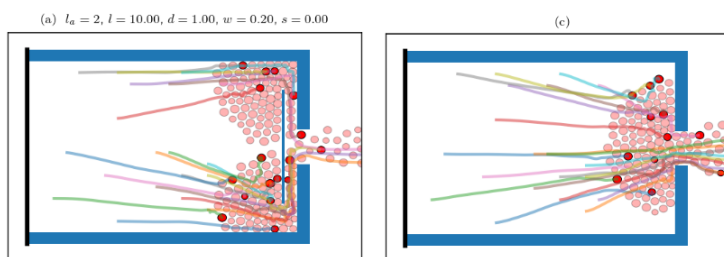 (a) l_a = 2, l = 10.00, d = 1.00, w = 0.20, s = 0.00
(c)